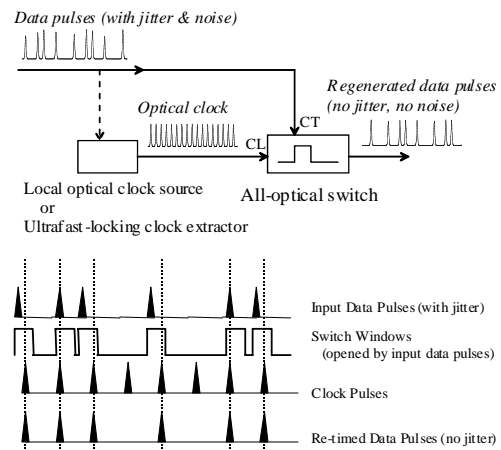 Data pulses (with jitter & noise)
Regenerated data pulses
(no jitter, no noise)
Optical clock
CT
CL
Local optical clock source
or
Ultrafast-locking clock extractor
All-optical switch
Input Data Pulses (with jitter)
Switch Windows
(opened by input data pulses)
Clock Pulses
Re-timed Data Pulses (no jitter)